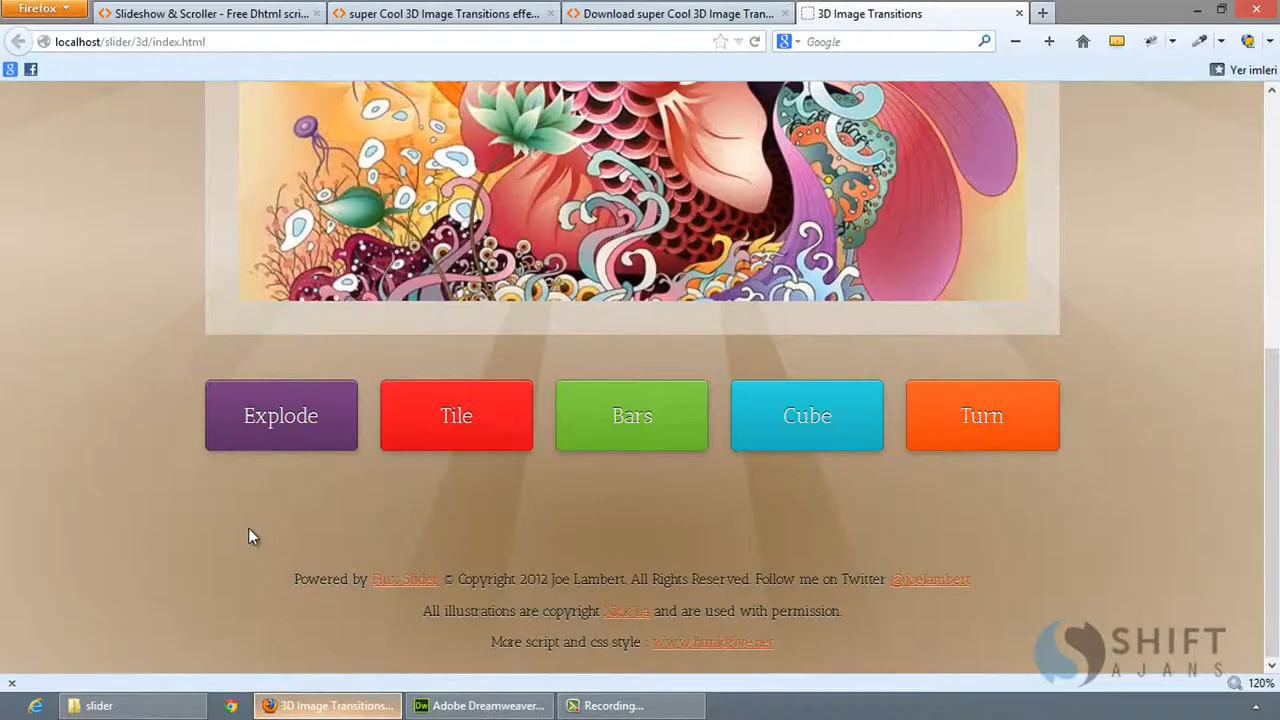 Firefox
Slideshow & Scroller - Free Dhtml scri...
super Cool 3D Image Transitions effe...
Download super Cool 3D Image Tran...
3D Image Transitions
localhost/slider/3d/index.html
Google
Yer imleri
Explode
Tile
Bars
Cube
Turn
Powered by Flux Slider © Copyright 2012 Joe Lambert. All Rights Reserved. Follow me on Twitter @joelambert
All illustrations are copyright Nick La and are used with permission.
More script and css style :
SHIFT
AJANS
120%
slider
3D Image Transitions...
Dw
Adobe Dreamweaver...
Recording...